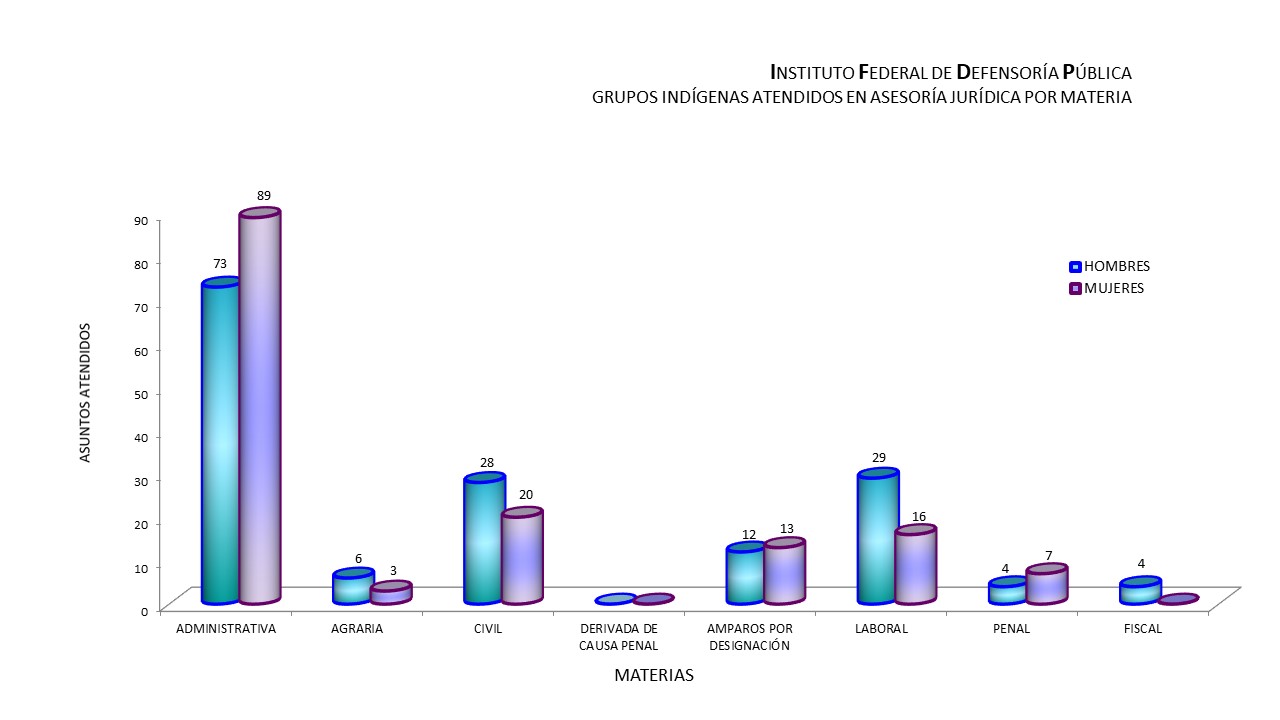 INSTITUTO FEDERAL DE DEFENSORÍA PÚBLICA
GRUPOS INDÍGENAS ATENDIDOS EN ASESORÍA JURÍDICA POR MATERIA
HOMBRES
MUJERES
ASUNTOS ATENDIDOS
90
80
70
60
50
40
30
20
10
0
73
89
6
3
28
20
12
13
29
16
4
7
4
ADMINISTRATIVA
AGRARIA
CIVIL
DERIVADA DE
CAUSA PENAL
AMPAROS POR
DESIGNACIÓN
LABORAL
PENAL
FISCAL
MATERIAS